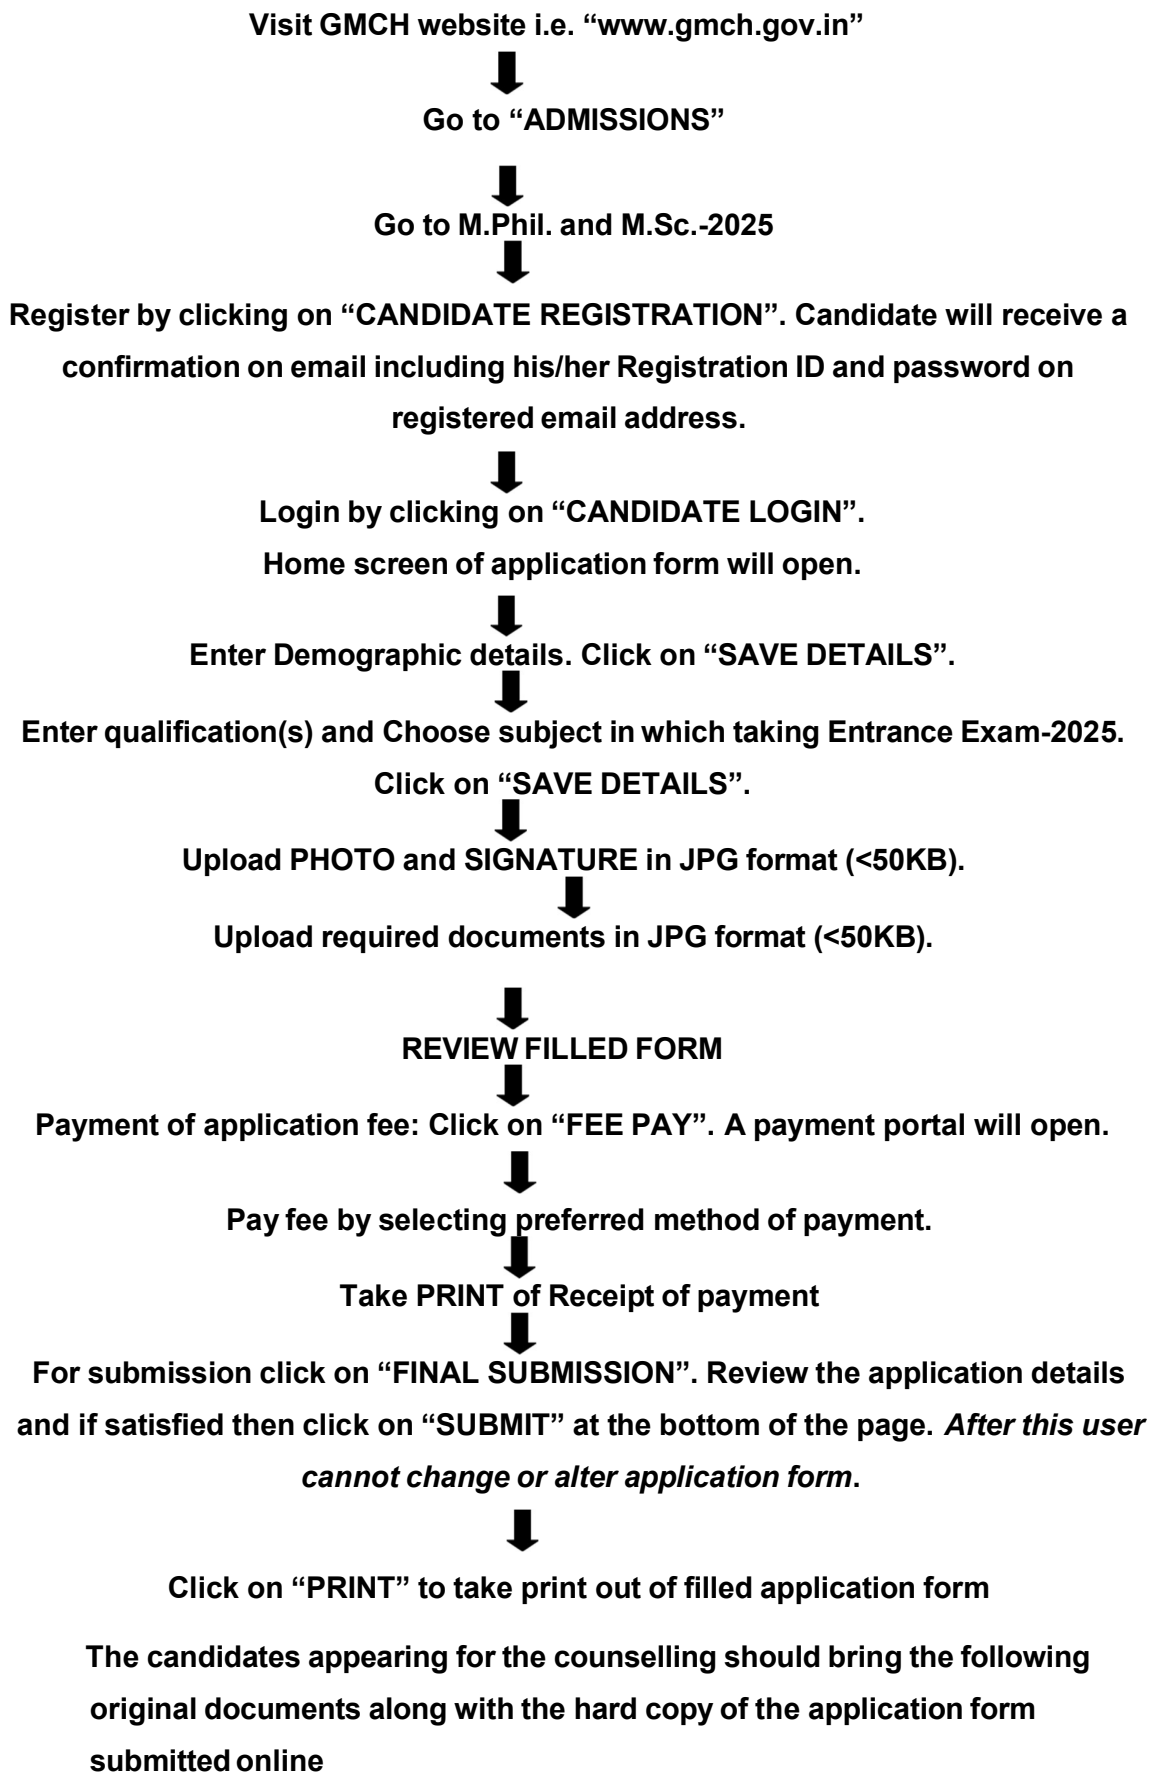 Visit GMCH website i.e. “www.gmch.gov.in”
Go to “ADMISSIONS”
Go to M.Phil. and M.Sc.-2025
Register by clicking on “CANDIDATE REGISTRATION”. Candidate will receive a
confirmation on email including his/her Registration ID and password on
registered email address.
Login by clicking on “CANDIDATE LOGIN”.
Home screen of application form will open.
Enter Demographic details. Click on “SAVE DETAILS”.
Enter qualification(s) and Choose subject in which taking Entrance Exam-2025.
Click on “SAVE DETAILS”.
Upload PHOTO and SIGNATURE in JPG format (<50KB).
Upload required documents in JPG format (<50KB).
REVIEW FILLED FORM
Payment of application fee: Click on “FEE PAY”. A payment portal will open.
Pay fee by selecting preferred method of payment.
Take PRINT of Receipt of payment
For submission click on “FINAL SUBMISSION”. Review the application details
and if satisfied then click on “SUBMIT” at the bottom of the page. After this user
cannot change or alter application form.
Click on “PRINT” to take print out of filled application form
The candidates appearing for the counselling should bring the following
original documents along with the hard copy of the application form
submitted online